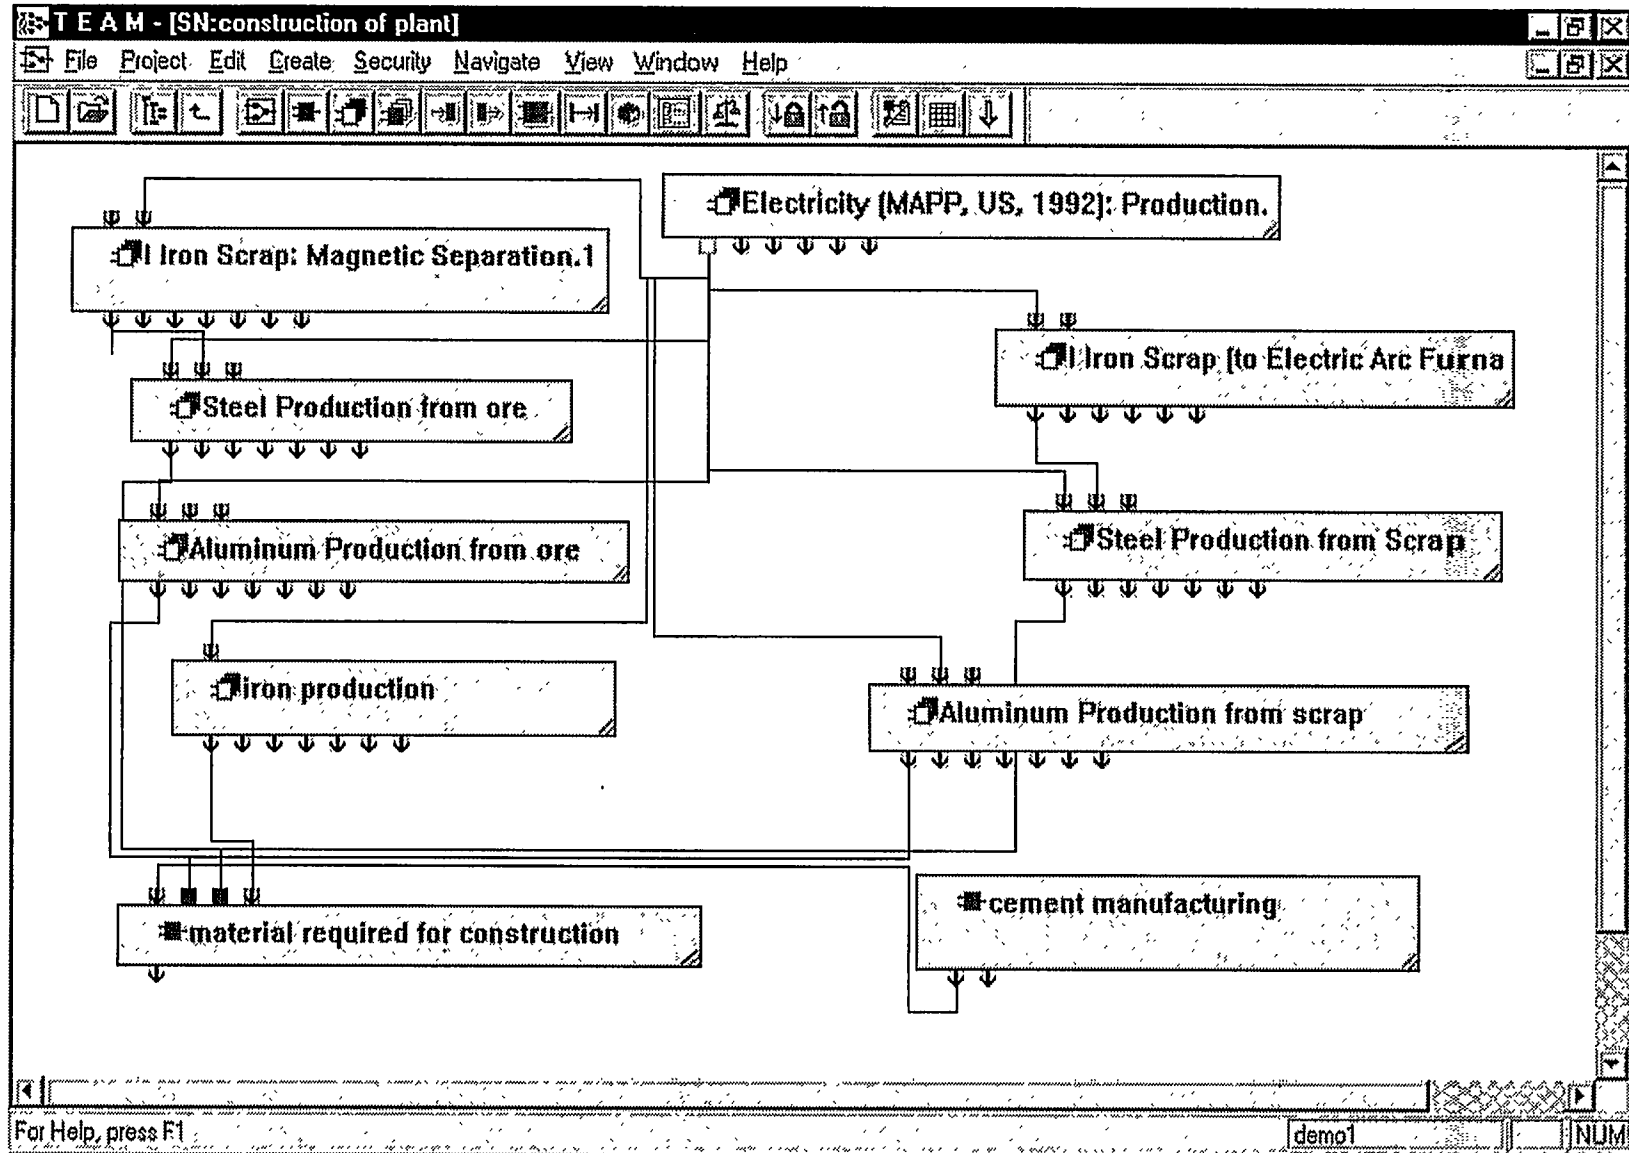 T E A M - [SN:construction of plant]
File Project Edit Create Security Navigate View Window Help
Electricity (MAPP, US, 1992): Production.
l Iron Scrap: Magnetic Separation.1
l Iron Scrap (to Electric Arc Furna
Steel Production from ore
Steel Production from Scrap
Aluminum Production from ore
iron production
Aluminum Production from scrap
cement manufacturing
material required for construction
For Help, press F1
demo1
NUM